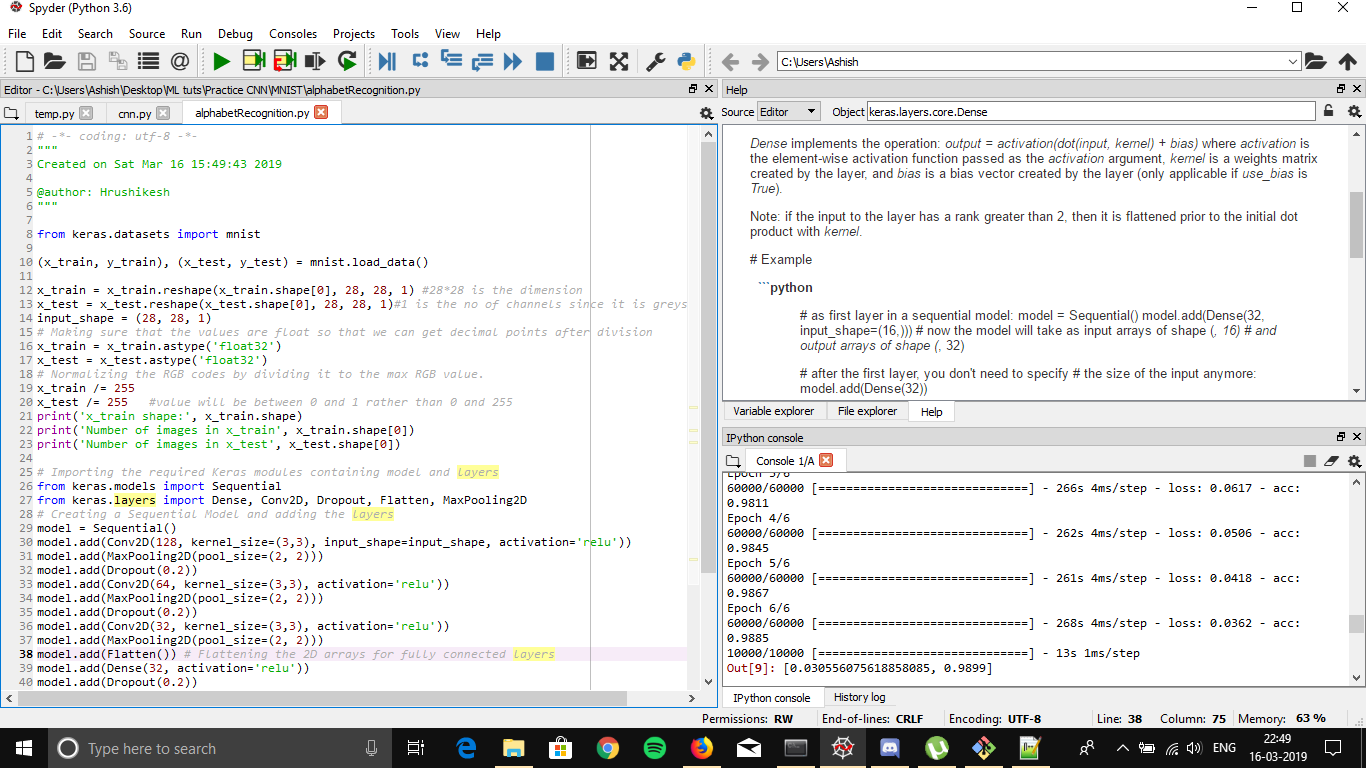 Spyder (Python 3.6)
File Edit Search Source Run Debug Consoles Projects Tools View Help
C:\Users\Ashish
Editor - C:\Users\Ashish\Desktop\ML tuts\Practice CNN\MNIST\alphabetRecognition.py
temp.py cnn.py alphabetRecognition.py
1 # -*- coding: utf-8 -*-
2 """
3 Created on Sat Mar 16 15:49:43 2019
4
5 @author: Hrushikesh
6 """
7
8 from keras.datasets import mnist
9
10 (x_train, y_train), (x_test, y_test) = mnist.load_data()
11
12 x_train = x_train.reshape(x_train.shape[0], 28, 28, 1) #28*28 is the dimension
13 x_test = x_test.reshape(x_test.shape[0], 28, 28, 1)#1 is the no of channels since it is greys
14 input_shape = (28, 28, 1)
15 # Making sure that the values are float so that we can get decimal points after division
16 x_train = x_train.astype('float32')
17 x_test = x_test.astype('float32')
18 # Normalizing the RGB codes by dividing it to the max RGB value.
19 x_train /= 255
20 x_test /= 255 #value will be between 0 and 1 rather than 0 and 255
21 print('x_train shape:', x_train.shape)
22 print('Number of images in x_train', x_train.shape[0])
23 print('Number of images in x_test', x_test.shape[0])
24
25 # Importing the required Keras modules containing model and layers
26 from keras.models import Sequential
27 from keras.layers import Dense, Conv2D, Dropout, Flatten, MaxPooling2D
28 # Creating a Sequential Model and adding the layers
29 model = Sequential()
30 model.add(Conv2D(128, kernel_size=(3,3), input_shape=input_shape, activation='relu'))
31 model.add(MaxPooling2D(pool_size=(2, 2)))
32 model.add(Dropout(0.2))
33 model.add(Conv2D(64, kernel_size=(3,3), activation='relu'))
34 model.add(MaxPooling2D(pool_size=(2, 2)))
35 model.add(Dropout(0.2))
36 model.add(Conv2D(32, kernel_size=(3,3), activation='relu'))
37 model.add(MaxPooling2D(pool_size=(2, 2)))
38 model.add(Flatten()) # Flattening the 2D arrays for fully connected layers
39 model.add(Dense(32, activation='relu'))
40 model.add(Dropout(0.2))
Help
Source Editor Object keras.layers.core.Dense
Dense implements the operation: output = activation(dot(input, kernel) + bias) where activation is
the element-wise activation function passed as the activation argument, kernel is a weights matrix
created by the layer, and bias is a bias vector created by the layer (only applicable if use_bias is
True).
Note: if the input to the layer has a rank greater than 2, then it is flattened prior to the initial dot
product with kernel.
# Example
```python
# as first layer in a sequential model: model = Sequential() model.add(Dense(32,
input_shape=(16,))) # now the model will take as input arrays of shape (, 16) # and
output arrays of shape (, 32)
# after the first layer, you don't need to specify # the size of the input anymore:
model.add(Dense(32))
Variable explorer File explorer Help
IPython console
Console 1/A
Epoch 3/6
60000/60000 [==============================] - 266s 4ms/step - loss: 0.0617 - acc:
0.9811
Epoch 4/6
60000/60000 [==============================] - 262s 4ms/step - loss: 0.0506 - acc:
0.9845
Epoch 5/6
60000/60000 [==============================] - 261s 4ms/step - loss: 0.0418 - acc:
0.9867
Epoch 6/6
60000/60000 [==============================] - 268s 4ms/step - loss: 0.0362 - acc:
0.9885
10000/10000 [==============================] - 13s 1ms/step
Out[9]: [0.030556075618858085, 0.9899]
IPython console History log
Permissions: RW End-of-lines: CRLF Encoding: UTF-8 Line: 38 Column: 75 Memory: 63 %
Type here to search
ENG
22:49
16-03-2019